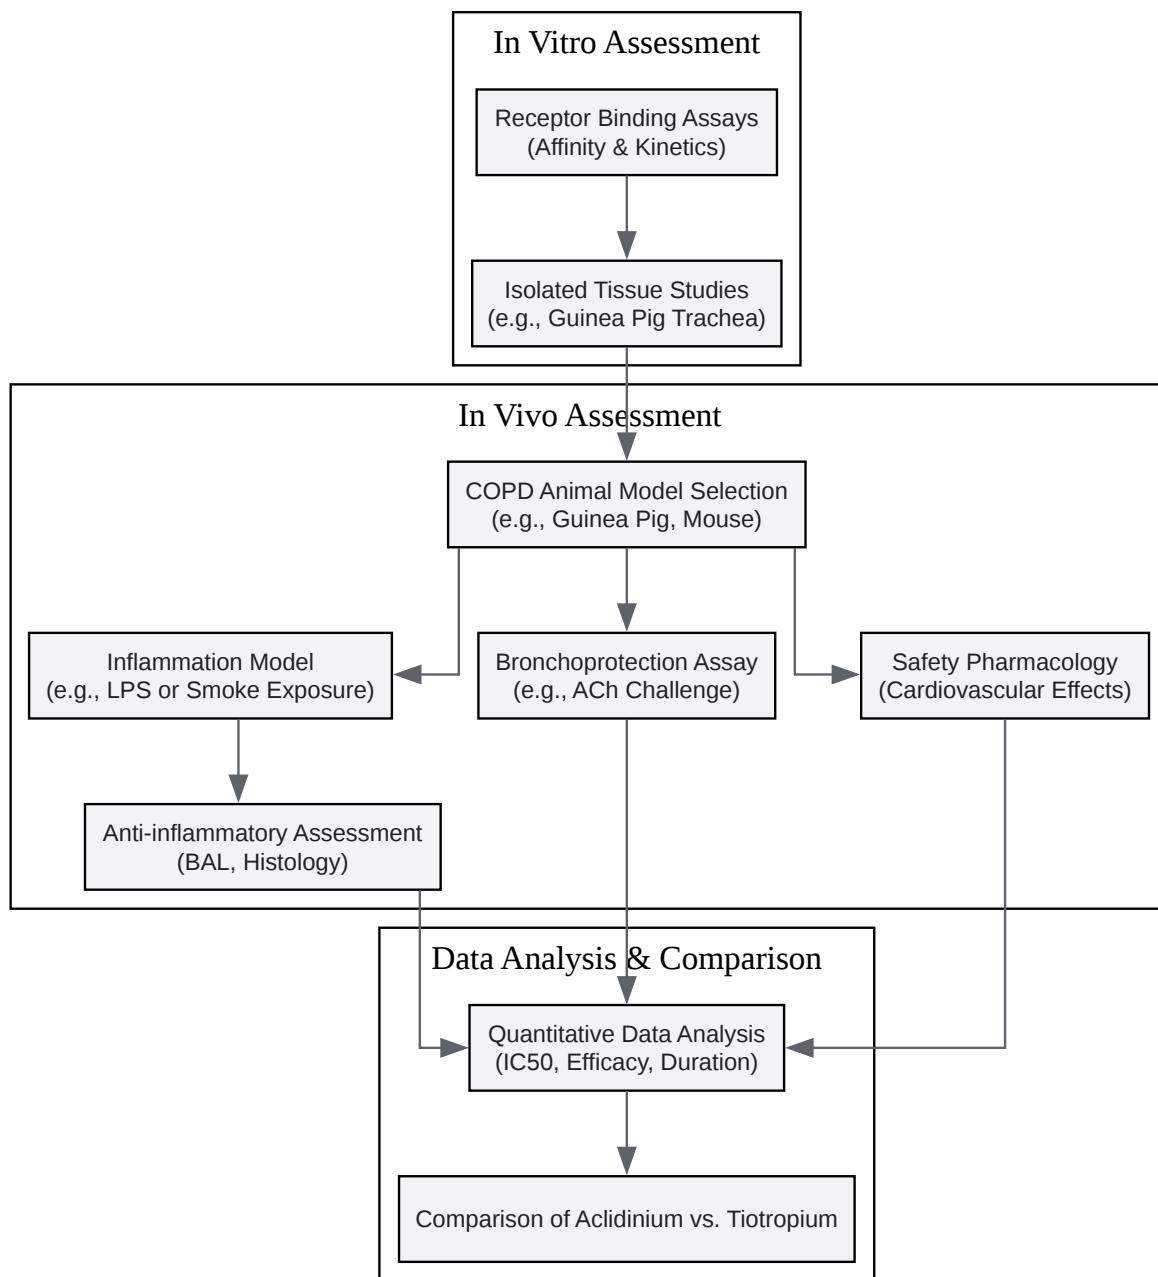 In Vitro Assessment
Receptor Binding Assays
(Affinity & Kinetics)
Isolated Tissue Studies
(e.g., Guinea Pig Trachea)
In Vivo Assessment
COPD Animal Model Selection
(e.g., Guinea Pig, Mouse)
Inflammation Model
(e.g., LPS or Smoke Exposure)
Bronchoprotection Assay
(e.g., ACh Challenge)
Safety Pharmacology
(Cardiovascular Effects)
Anti-inflammatory Assessment
(BAL, Histology)
Data Analysis & Comparison
Quantitative Data Analysis
(IC50, Efficacy, Duration)
Comparison of Aclidinium vs. Tiotropium